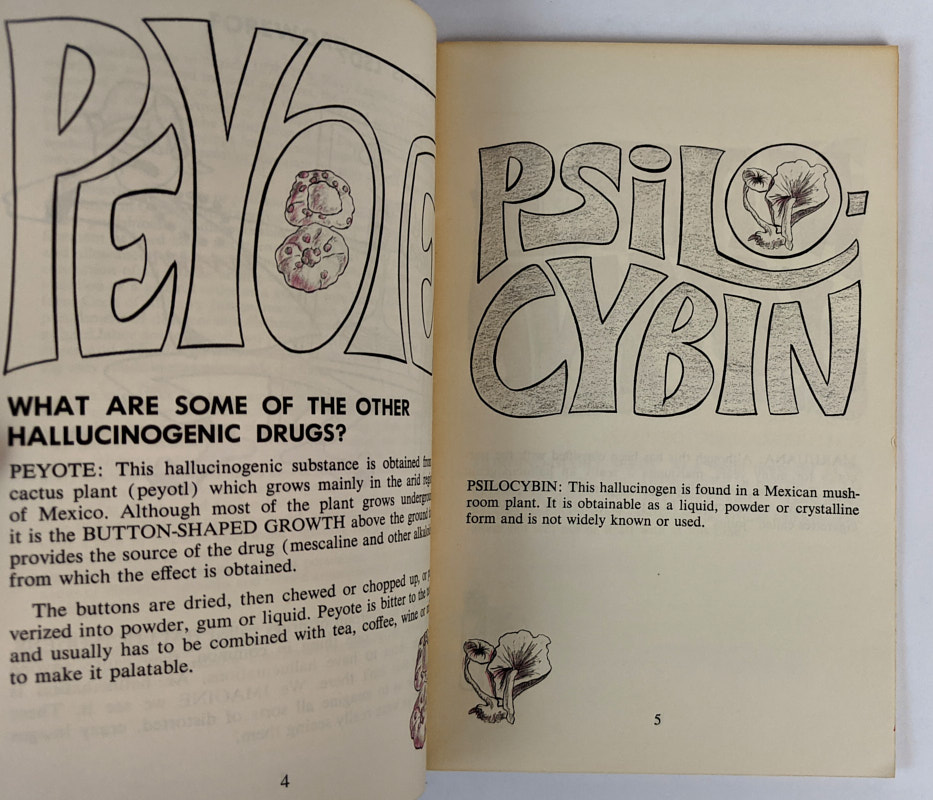 PEYOTE
WHAT ARE SOME OF THE OTHER
HALLUCINOGENIC DRUGS?
PEYOTE: This hallucinogenic substance is obtained from
cactus plant (peyotl) which grows mainly in the arid
of Mexico. Although most of the plant grows
it is the BUTTON-SHAPED GROWTH above the ground
provides the source of the drug (mescaline and other
from which the effect is obtained.
The buttons are dried, then chewed or chopped up, or
verized into powder, gum or liquid. Peyote is bitter to the
and usually has to be combined with tea, coffee, wine or
to make it palatable.
4
PSILO-
CYBIN
PSILOCYBIN: This hallucinogen is found in a Mexican mush-
room plant. It is obtainable as a liquid, powder or crystalline
form and is not widely known or used.
5